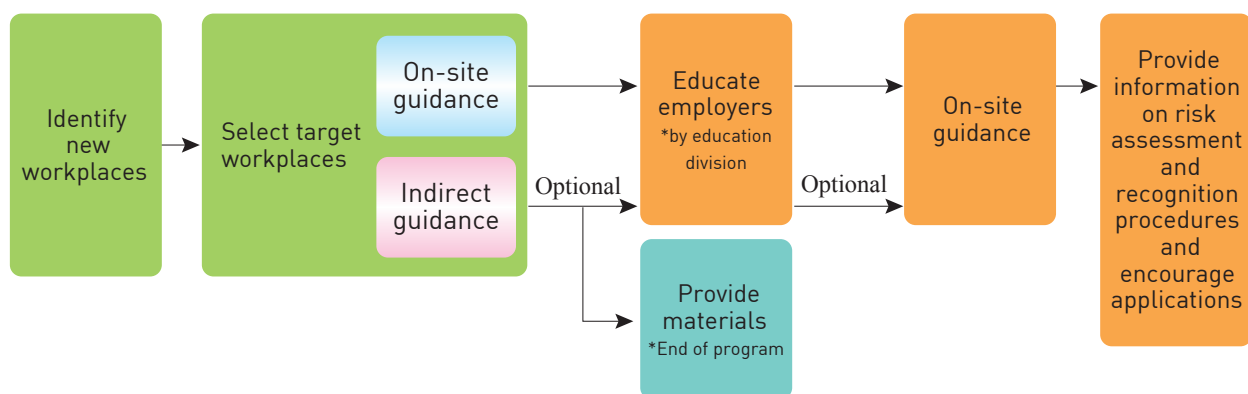 Identify
new
workplaces
Select target
workplaces
On-site
guidance
Indirect
guidance
Optional
Educate
employers
*by education
division
Provide
materials
*End of program
Optional
On-site
guidance
Provide
information
on risk
assessment
and
recognition
procedures
and
encourage
applications